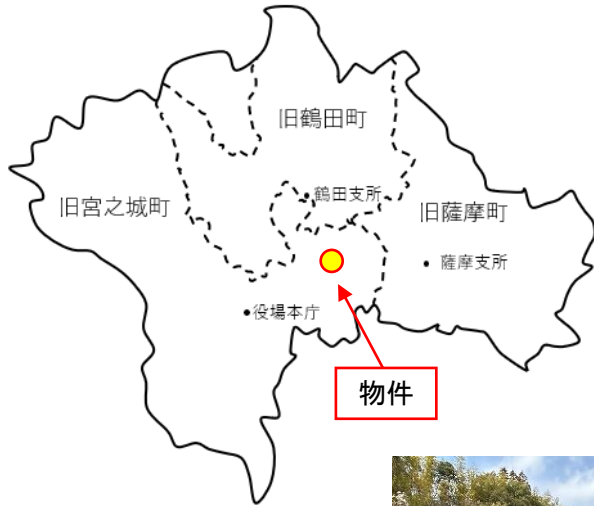 旧鶴田町
・鶴田支所
旧宮之城町
旧薩摩町
・薩摩支所
・役場本庁
物件